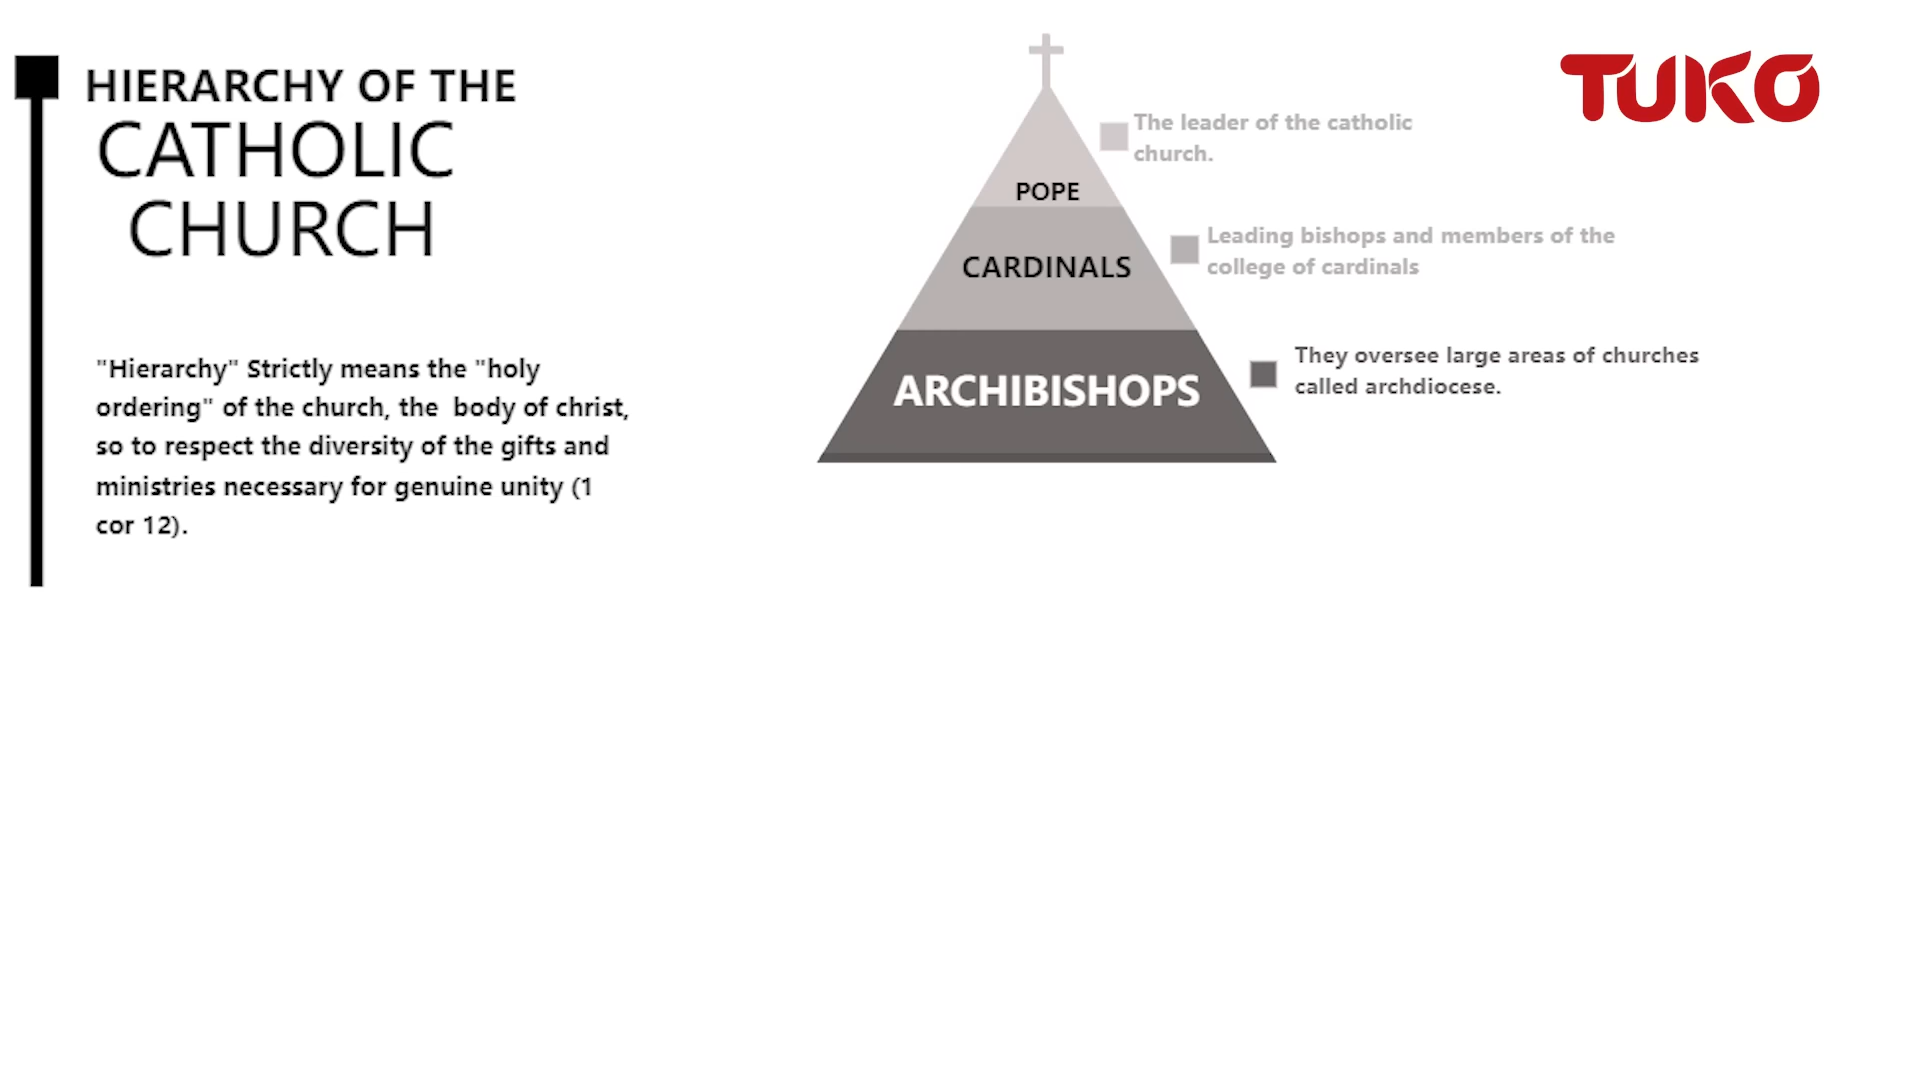 HIERARCHY OF THE
CATHOLIC
CHURCH
"Hierarchy" Strictly means the "holy
ordering" of the church, the  body of christ,
so to respect the diversity of the gifts and
ministries necessary for genuine unity (1
cor 12).
POPE
CARDINALS
ARCHIBISHOPS
The leader of the catholic
church.
Leading bishops and members of the
college of cardinals
They oversee large areas of churches
called archdiocese.
TUKO